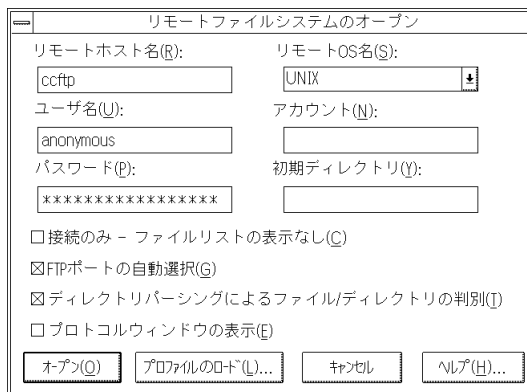 リモートファイルシステムのオープン
リモートホスト名(R):
リモートOS名(S):
ccftp
UNIX
ユーザ名(U):
アカウント(N):
anonymous
パスワード(P):
初期ディレクトリ(Y):
*****************
接続のみ − ファイルリストの表示なし(C)
FTPポートの自動選択(G)
ディレクトリパーシングによるファイル/ディレクトリの判別(T)
プロトコルウィンドウの表示(E)
オープン(O)
プロファイルのロード(L)...
キャンセル
ヘルプ(H)...